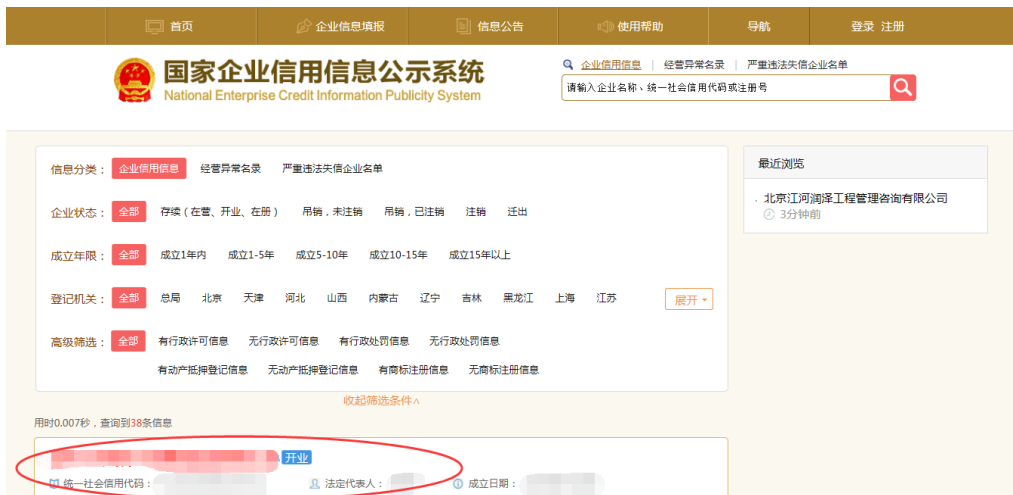 首页 企业信息填报 信息公告 使用帮助 导航 登录 注册
国家企业信用信息公示系统
National Enterprise Credit Information Publicity System
企业信用信息 | 经营异常名录 | 严重违法失信企业名单
请输入企业名称、统一社会信用代码或注册号
信息分类： 企业信用信息 经营异常名录 严重违法失信企业名单
企业状态： 全部 存续（在营、开业、在册） 吊销，未注销 吊销，已注销 注销 迁出
成立年限： 全部 成立1年内 成立1-5年 成立5-10年 成立10-15年 成立15年以上
登记机关： 全部 总局 北京 天津 河北 山西 内蒙古 辽宁 吉林 黑龙江 上海 江苏 展开
高级筛选： 全部 有行政许可信息 无行政许可信息 有行政处罚信息 无行政处罚信息
有动产抵押登记信息 无动产抵押登记信息 有商标注册信息 无商标注册信息
收起筛选条件∧
最近浏览
· 北京江河润泽工程管理咨询有限公司
3分钟前
用时0.007秒，查询到38条信息
开业
统一社会信用代码： 法定代表人： 成立日期：